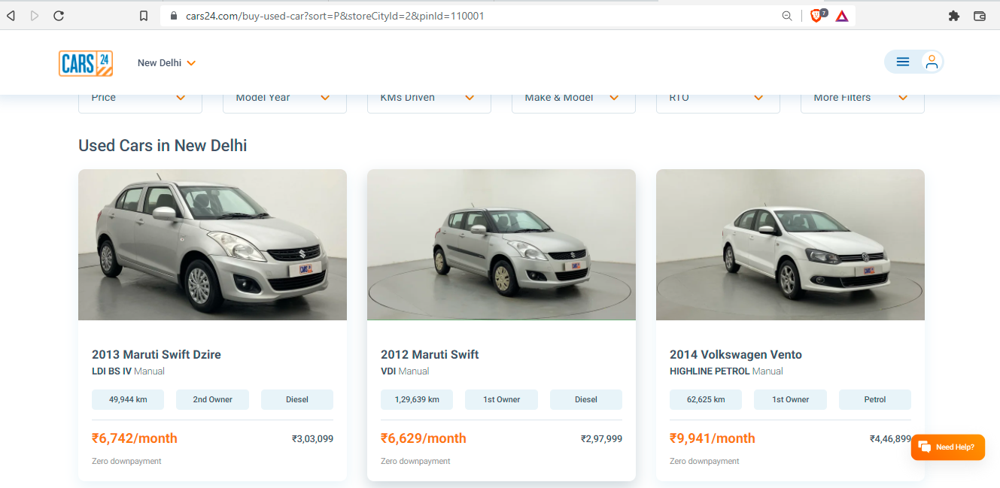 cars24.com/buy-used-car?sort=P&storeCityId=2&pinId=110001
7
CARS 24
New Delhi
Price
Model Year
KMs Driven
Make & Model
RTO
More Filters
Used Cars in New Delhi
2013 Maruti Swift Dzire
LDI BS IV Manual
49,944 km
2nd Owner
Diesel
₹6,742/month
₹3,03,099
Zero downpayment
2012 Maruti Swift
VDI Manual
1,29,639 km
1st Owner
Diesel
₹6,629/month
₹2,97,999
Zero downpayment
2014 Volkswagen Vento
HIGHLINE PETROL Manual
62,625 km
1st Owner
Petrol
₹9,941/month
₹4,46,899
Zero downpayment
Need Help?